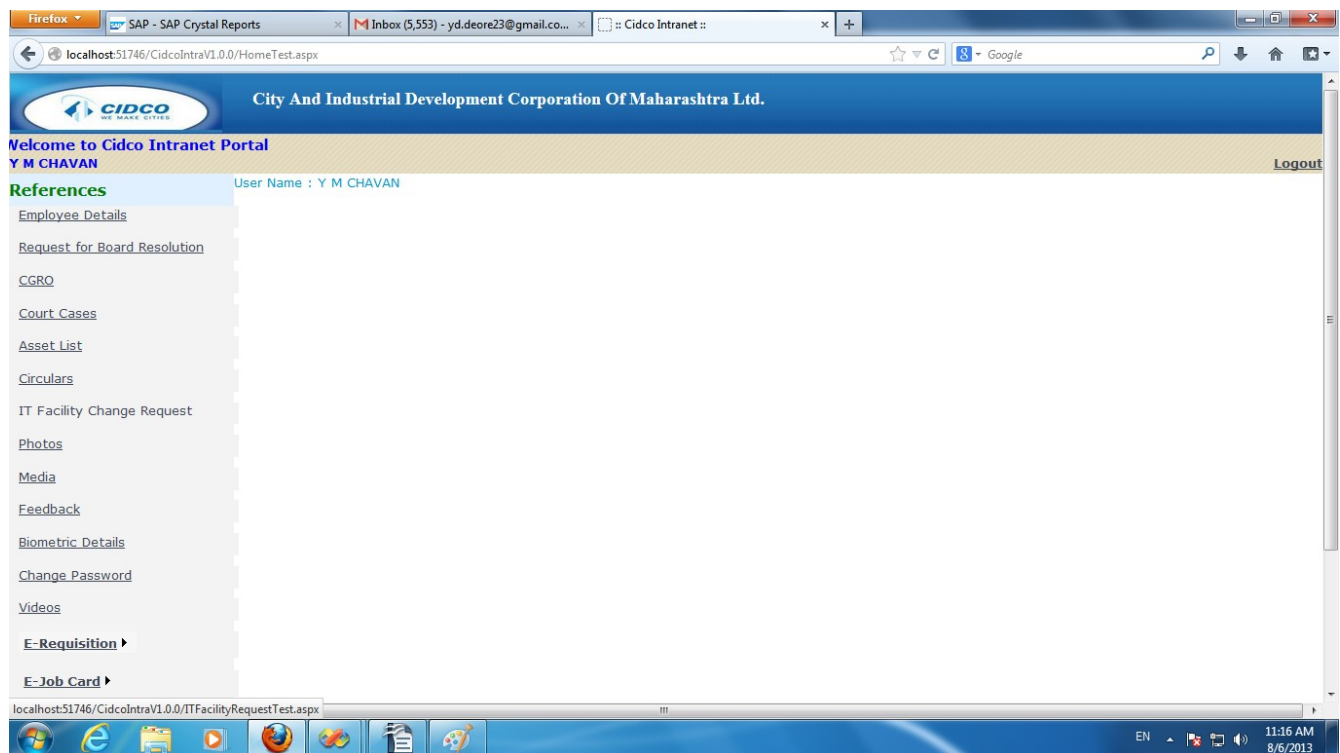 Firefox
SAP - SAP Crystal Reports
Inbox (5,553) - yd.deore23@gmail.co...
:: Cidco Intranet ::
localhost:51746/CidcoIntraV1.0.0/HomeTest.aspx
Google
CIDCO
WE MAKE CITIES
City And Industrial Development Corporation Of Maharashtra Ltd.
Welcome to Cidco Intranet Portal
Y M CHAVAN
Logout
References
User Name : Y M CHAVAN
Employee Details
Request for Board Resolution
CGRO
Court Cases
Asset List
Circulars
IT Facility Change Request
Photos
Media
Feedback
Biometric Details
Change Password
Videos
E-Requisition
E-Job Card
localhost:51746/CidcoIntraV1.0.0/ITFacilityRequestTest.aspx
EN
11:16 AM
8/6/2013